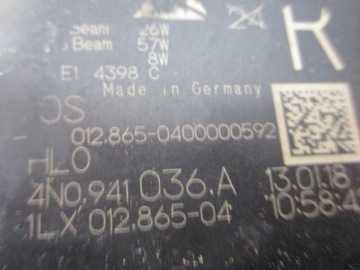 Beam 26W
Beam 57W
8W
24 R
E1 4398 C
Made in Germany
OS
012.865-0400000592
HL0
4N0.941 036.A 13.01.18
1LX 012.865-04 10:58:4